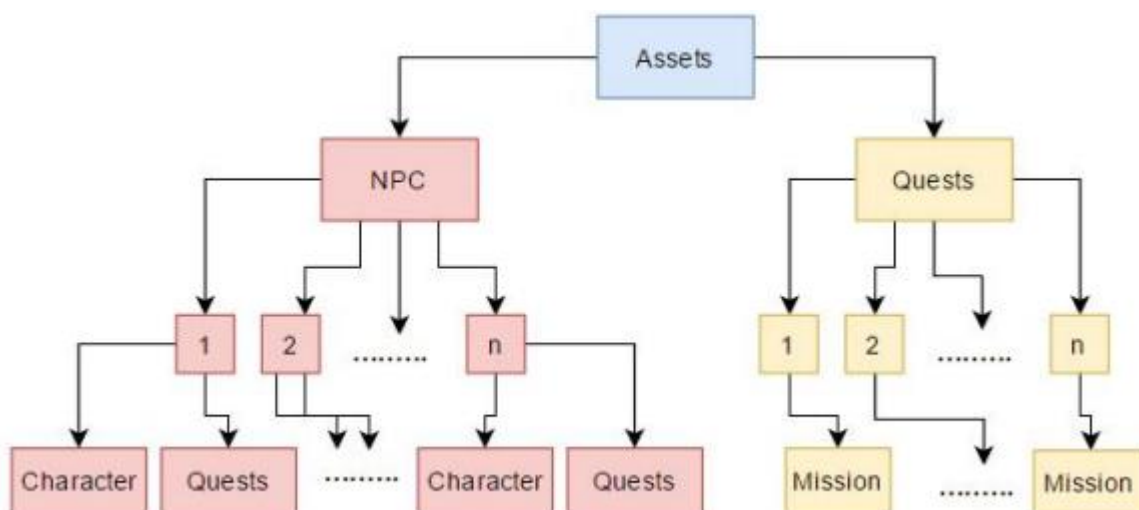 Assets
NPC
Quests
1
2
.........
n
1
2
.........
n
Character
Quests
.........
Character
Quests
Mission
.........
Mission